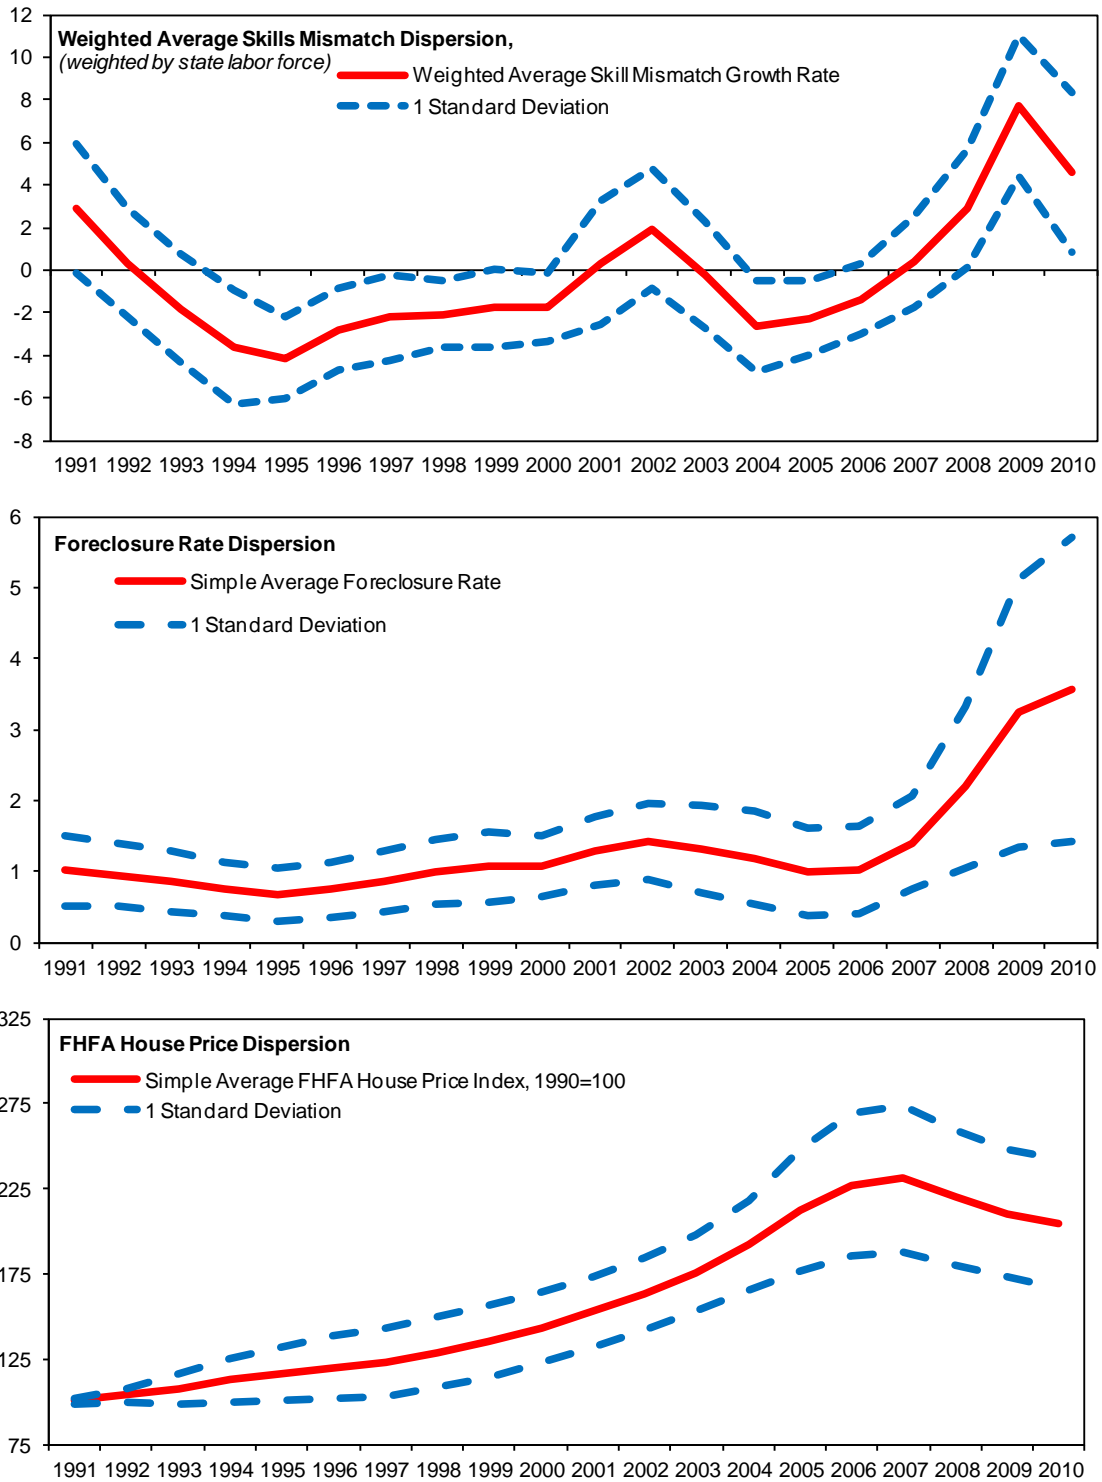 12
Weighted Average Skills Mismatch Dispersion,
(weighted by state labor force)
Weighted Average Skill Mismatch Growth Rate
1 Standard Deviation
10
8
6
4
2
0
-2
-4
-6
-8
1991 1992 1993 1994 1995 1996 1997 1998 1999 2000 2001 2002 2003 2004 2005 2006 2007 2008 2009 2010
6
Foreclosure Rate Dispersion
Simple Average Foreclosure Rate
1 Standard Deviation
5
4
3
2
1
0
1991 1992 1993 1994 1995 1996 1997 1998 1999 2000 2001 2002 2003 2004 2005 2006 2007 2008 2009 2010
325
FHFA House Price Dispersion
Simple Average FHFA House Price Index, 1990=100
1 Standard Deviation
275
225
175
125
75
1991 1992 1993 1994 1995 1996 1997 1998 1999 2000 2001 2002 2003 2004 2005 2006 2007 2008 2009 2010